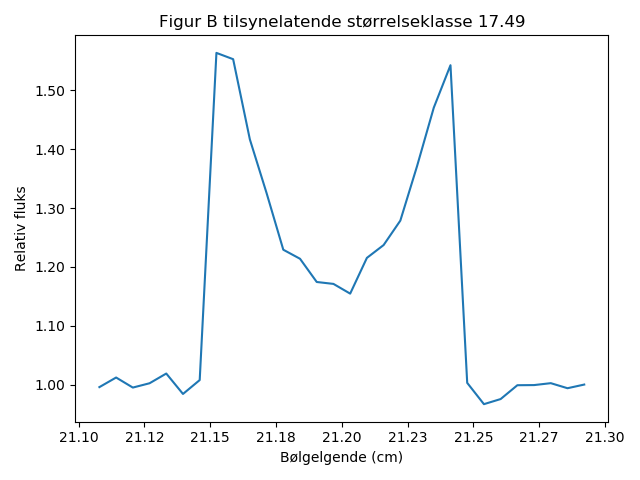 Figur B tilsynelatende størrelseklasse 17.49
Relativ fluks
1.50
1.40
1.30
1.20
1.10
1.00
21.10 21.12 21.15 21.18 21.20 21.23 21.25 21.27 21.30
Bølgelgende (cm)